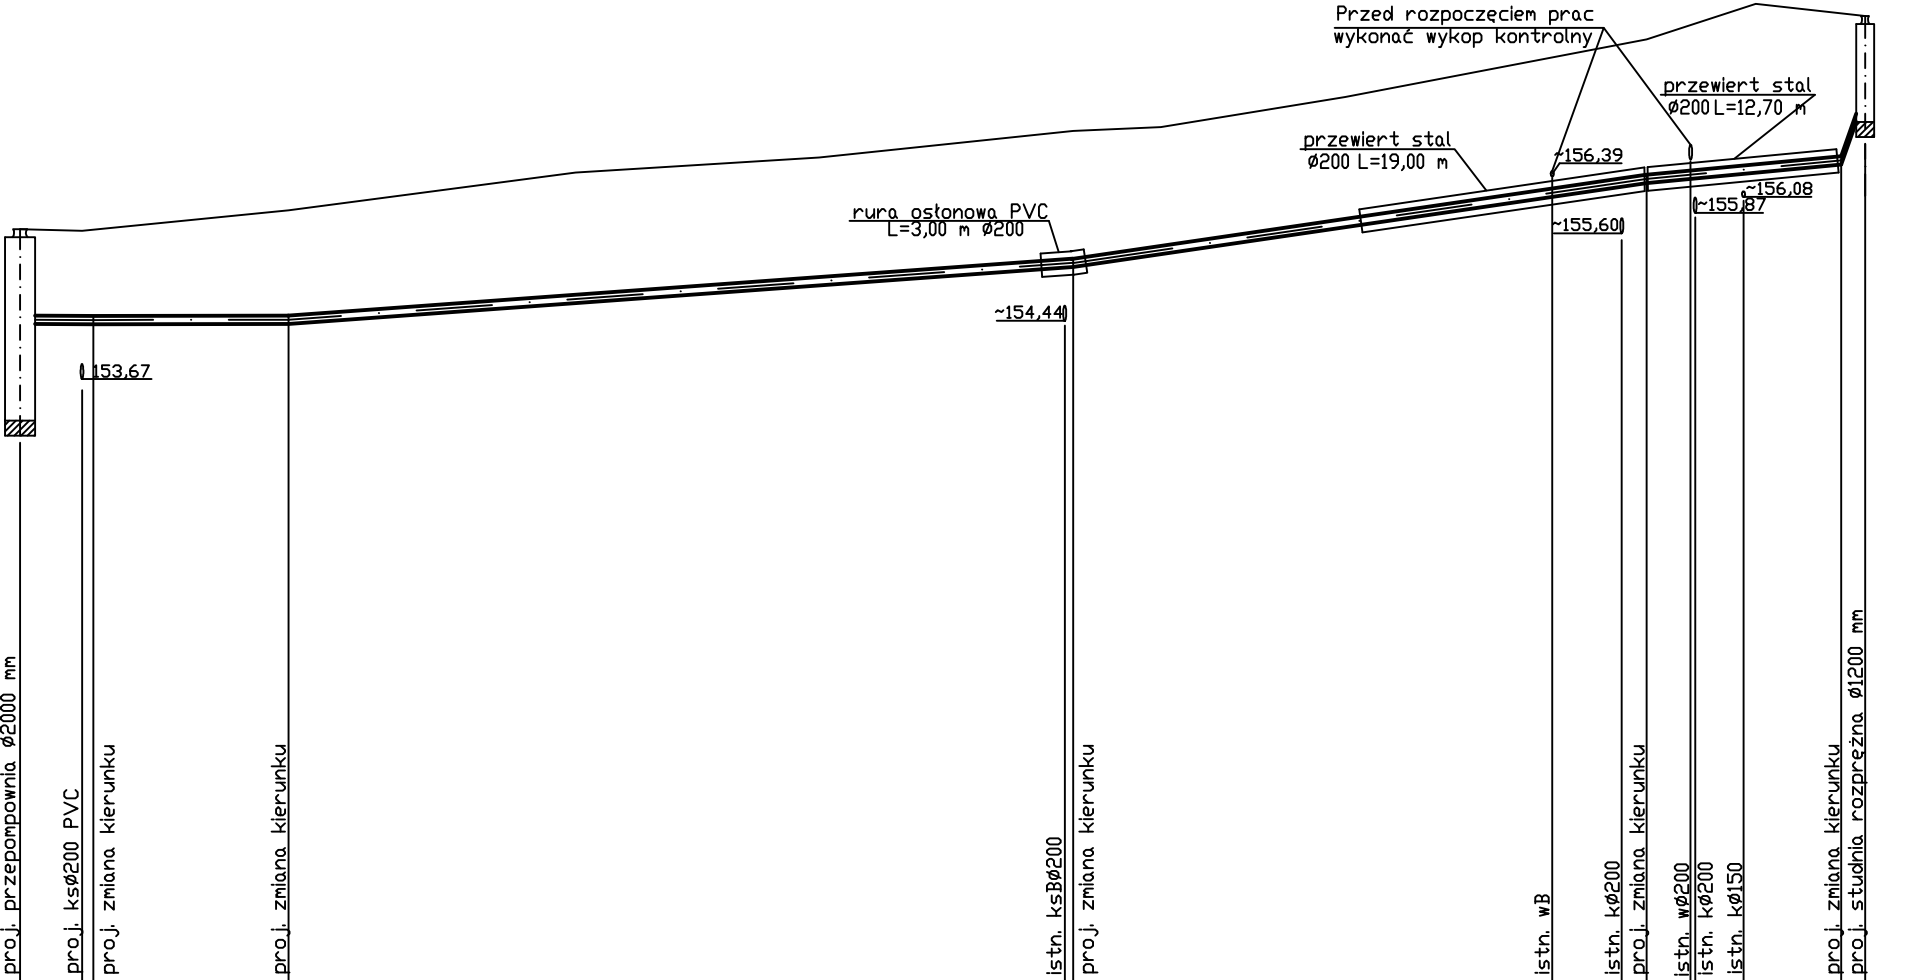 Przed rozpoczęciem prac
wykonać wykop kontrolny
przewiert stal
Ø200 L=12,70 m
przewiert stal
Ø200 L=19,00 m
~156,39
~156,08
~155,87
~155,60
rura osłonowa PVC
L=3,00 m Ø200
~154,44
153,67
proj. przepompownia Ø2000 mm
proj. ksØ200 PVC
proj. zmiana kierunku
proj. zmiana kierunku
istn. ksBØ200
proj. zmiana kierunku
istn. wB
istn. kØ200
proj. zmiana kierunku
istn. wØ200
istn. kØ200
istn. kØ150
proj. zmiana kierunku
proj. studnia rozprężna Ø1200 mm